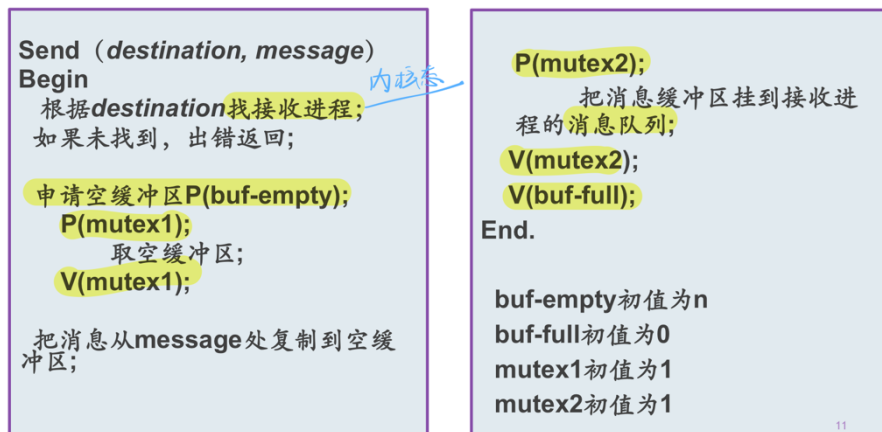 Send（destination, message）
Begin
根据destination找接收进程;
内核态
如果未找到，出错返回;
申请空缓冲区P(buf-empty);
P(mutex1);
取空缓冲区;
V(mutex1);
把消息从message处复制到空缓
冲区;
P(mutex2);
把消息缓冲区挂到接收进
程的消息队列;
V(mutex2);
V(buf-full);
End.
buf-empty初值为n
buf-full初值为0
mutex1初值为1
mutex2初值为1
11